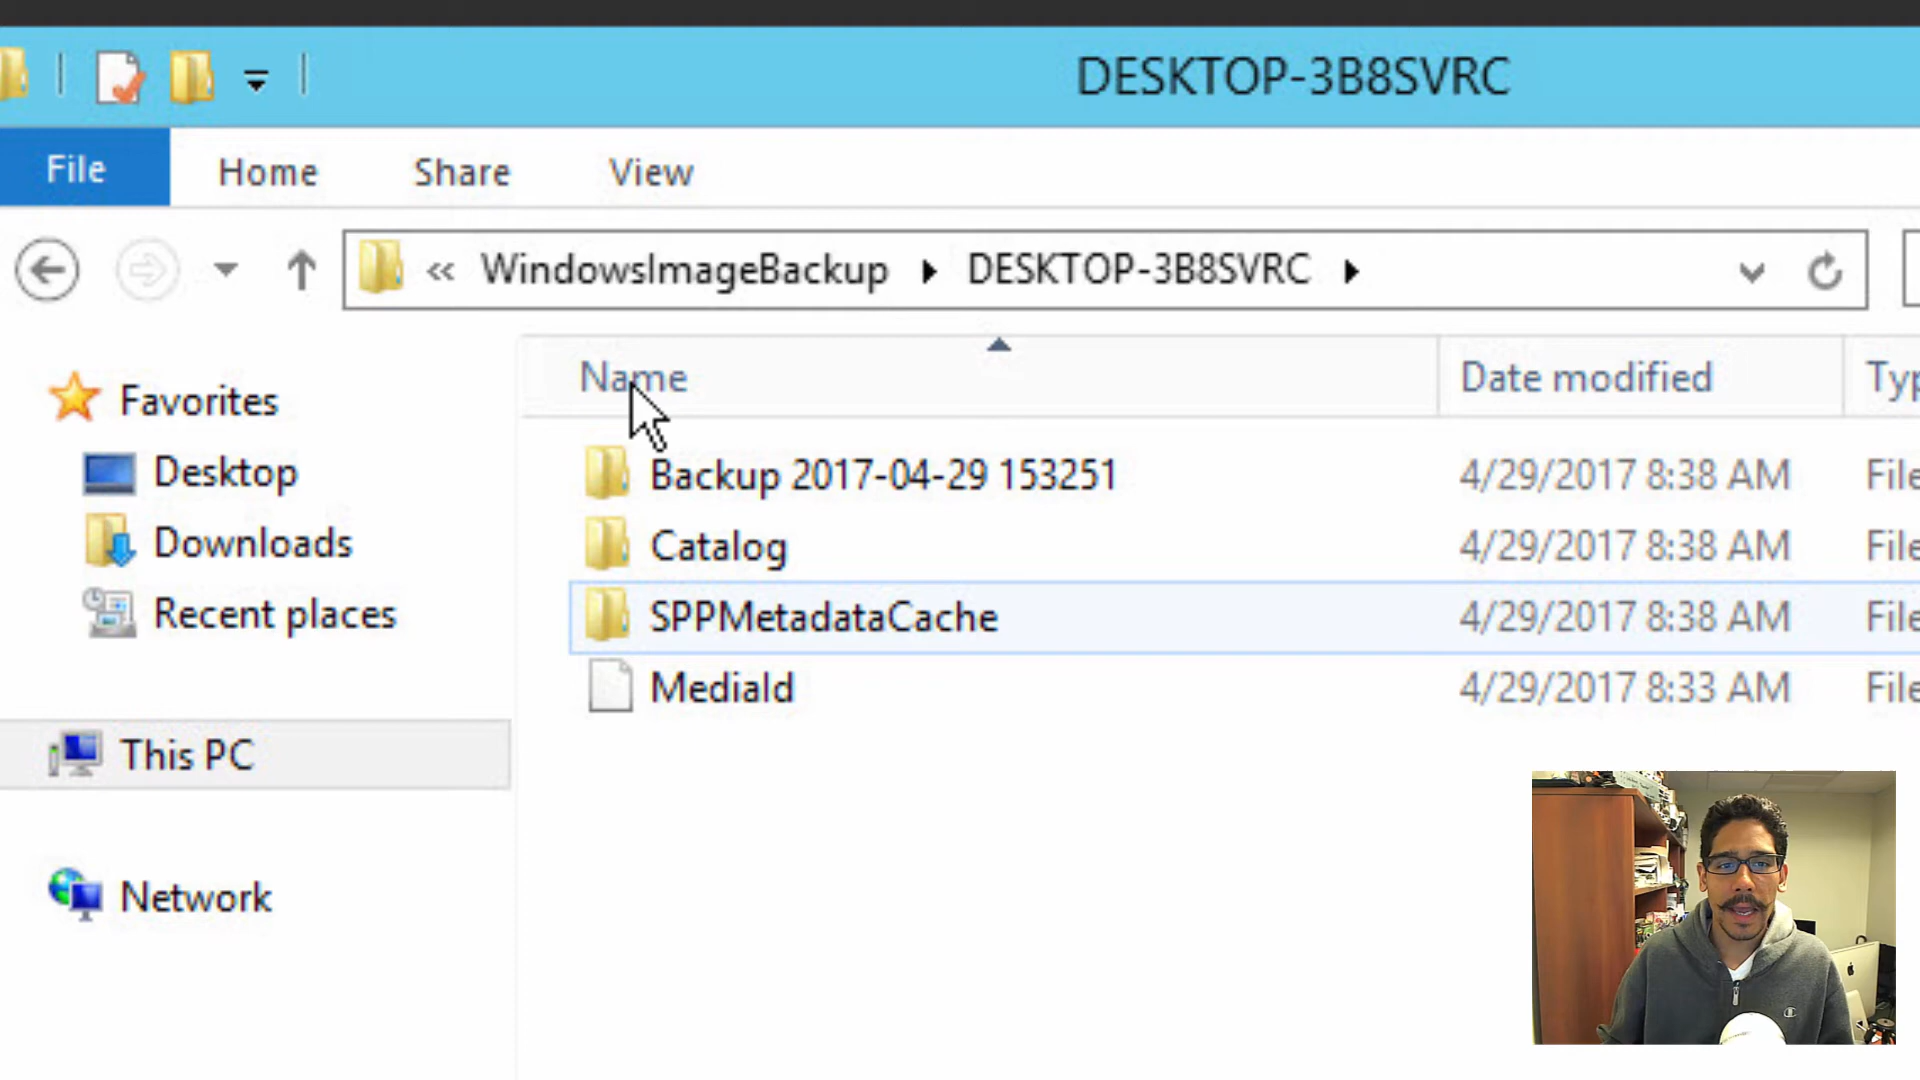 DESKTOP-3B8SVRC
File Home Share View
« WindowsImageBackup DESKTOP-3B8SVRC
Name Date modified Typ
Favorites
Desktop
Downloads
Recent places
This PC
Network
Backup 2017-04-29 153251 4/29/2017 8:38 AM File
Catalog 4/29/2017 8:38 AM File
SPPMetadataCache 4/29/2017 8:38 AM File
MediaId 4/29/2017 8:33 AM File